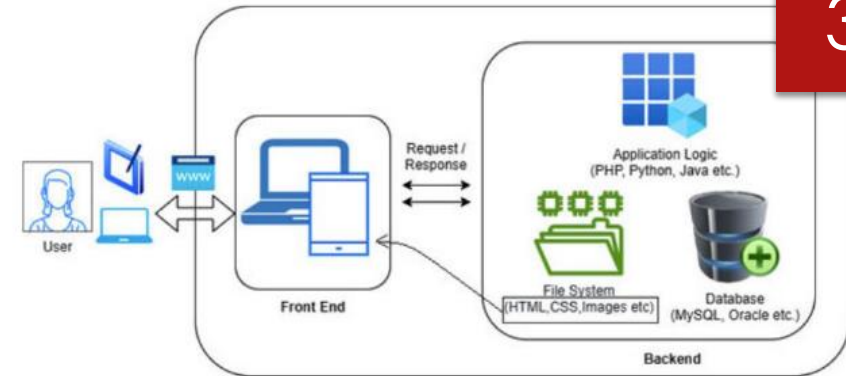 3
www
Request /
Response
User
Front End
Application Logic
(PHP, Python, Java etc.)
File System
(HTML,CSS,Images etc)
Database
(MySQL, Oracle etc.)
Backend